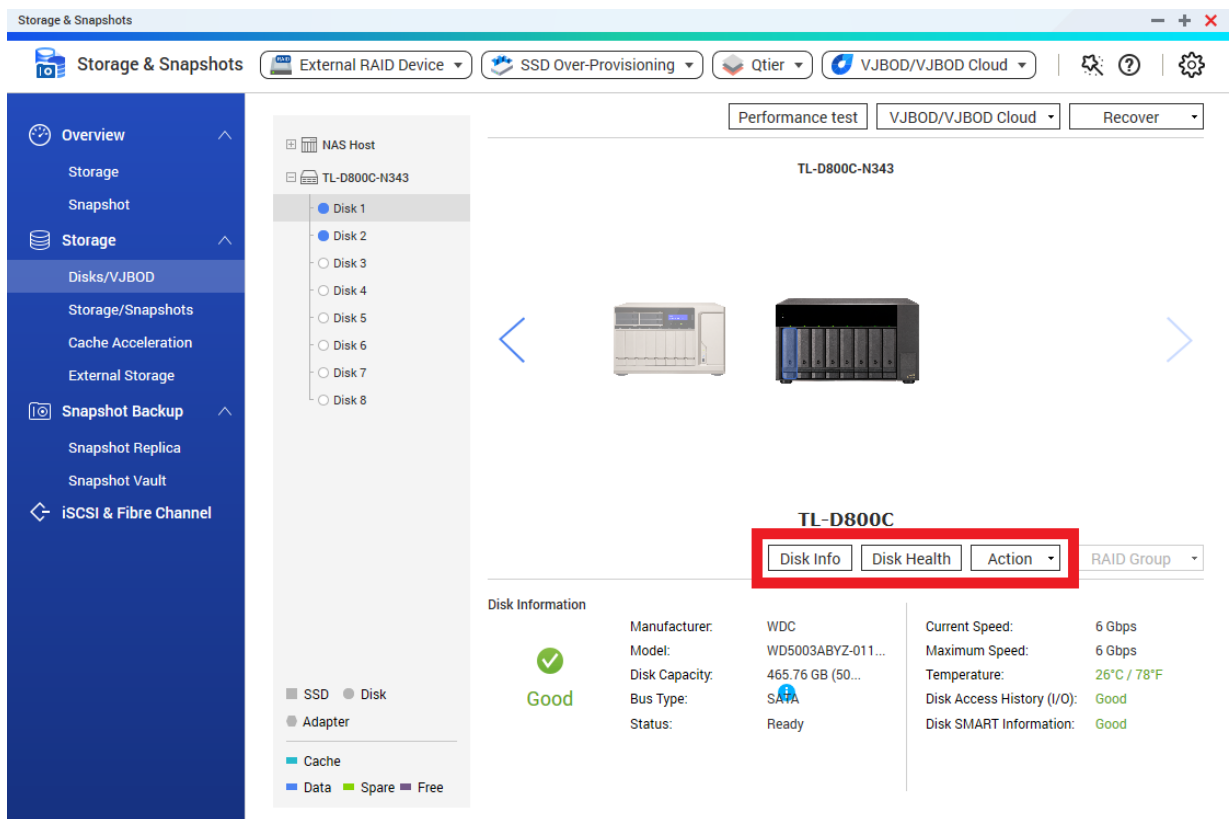 Storage & Snapshots
Storage & Snapshots External RAID Device SSD Over-Provisioning Qtier VJBOD/VJBOD Cloud
Overview
Storage
Snapshot
Storage
Disks/VJBOD
Storage/Snapshots
Cache Acceleration
External Storage
Snapshot Backup
Snapshot Replica
Snapshot Vault
iSCSI & Fibre Channel
NAS Host
TL-D800C-N343
Disk 1
Disk 2
Disk 3
Disk 4
Disk 5
Disk 6
Disk 7
Disk 8
SSD Disk
Adapter
Cache
Data Spare Free
Performance test VJBOD/VJBOD Cloud Recover
TL-D800C-N343
TL-D800C
Disk Info Disk Health Action RAID Group
Disk Information
Good
Manufacturer: WDC
Model: WD5003ABYZ-011...
Disk Capacity: 465.76 GB (50...
Bus Type: SATA
Status: Ready
Current Speed: 6 Gbps
Maximum Speed: 6 Gbps
Temperature: 26°C / 78°F
Disk Access History (I/O): Good
Disk SMART Information: Good